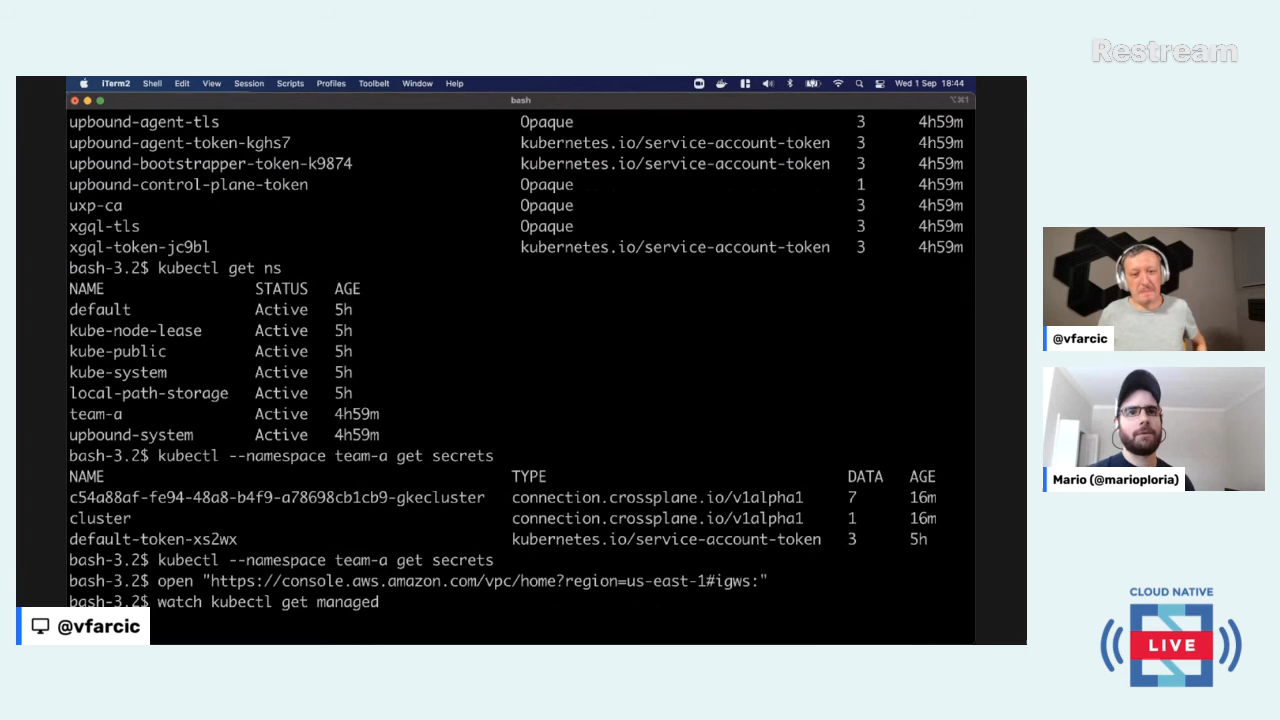 Restream
iTerm2 Shell Edit View Session Scripts Profiles Toolbelt Window Help Wed 1 Sep 18:44
bash ⌥⌘1
upbound-agent-tls Opaque 3 4h59m
upbound-agent-token-kghs7 kubernetes.io/service-account-token 3 4h59m
upbound-bootstrapper-token-k9874 kubernetes.io/service-account-token 3 4h59m
upbound-control-plane-token Opaque 1 4h59m
uxp-ca Opaque 3 4h59m
xgql-tls Opaque 3 4h59m
xgql-token-jc9bl kubernetes.io/service-account-token 3 4h59m
bash-3.2$ kubectl get ns
NAME STATUS AGE
default Active 5h
kube-node-lease Active 5h
kube-public Active 5h
kube-system Active 5h
local-path-storage Active 5h
team-a Active 4h59m
upbound-system Active 4h59m
bash-3.2$ kubectl --namespace team-a get secrets
NAME TYPE DATA AGE
c54a88af-fe94-48a8-b4f9-a78698cb1cb9-gkecluster connection.crossplane.io/v1alpha1 7 16m
cluster connection.crossplane.io/v1alpha1 1 16m
default-token-xs2wx kubernetes.io/service-account-token 3 5h
bash-3.2$ kubectl --namespace team-a get secrets
bash-3.2$ open "https://console.aws.amazon.com/vpc/home?region=us-east-1#igws:"
bash-3.2$ watch kubectl get managed
@vfarcic
@vfarcic
Mario (@marioploria)
CLOUD NATIVE
LIVE